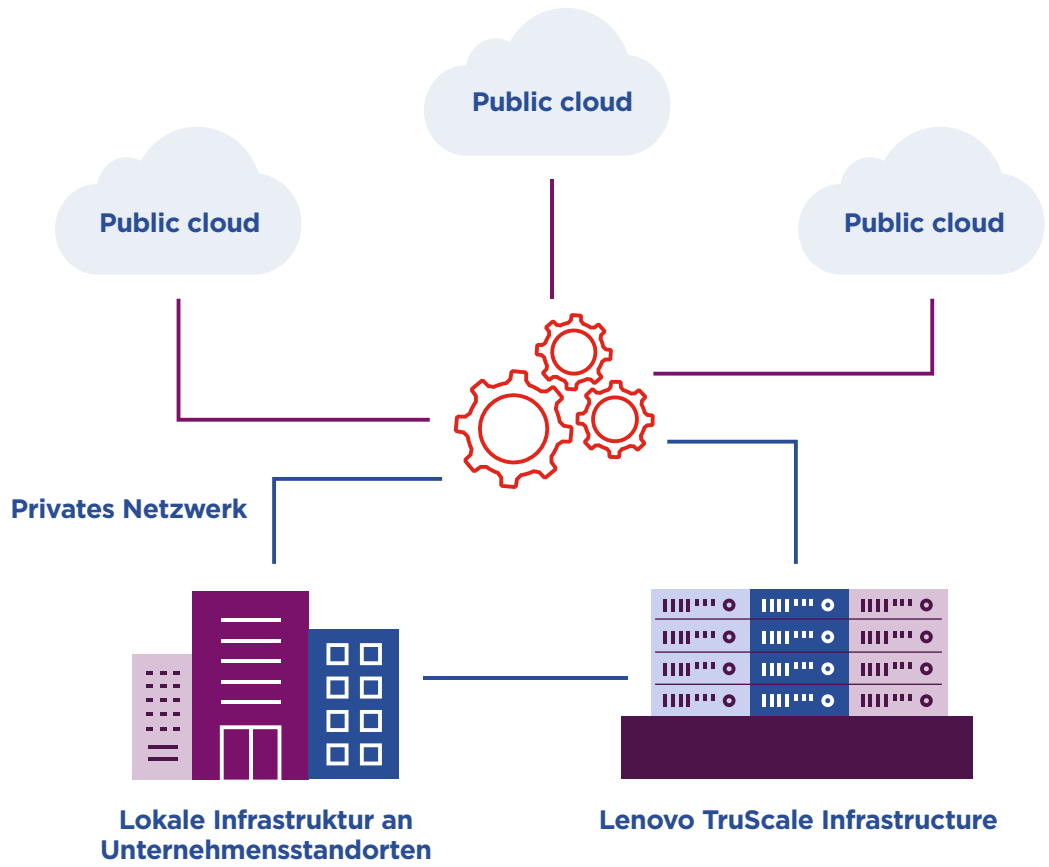 Public cloud
Public cloud
Public cloud
Privates Netzwerk
Lokale Infrastruktur an
Unternehmensstandorten
Lenovo TruScale Infrastructure